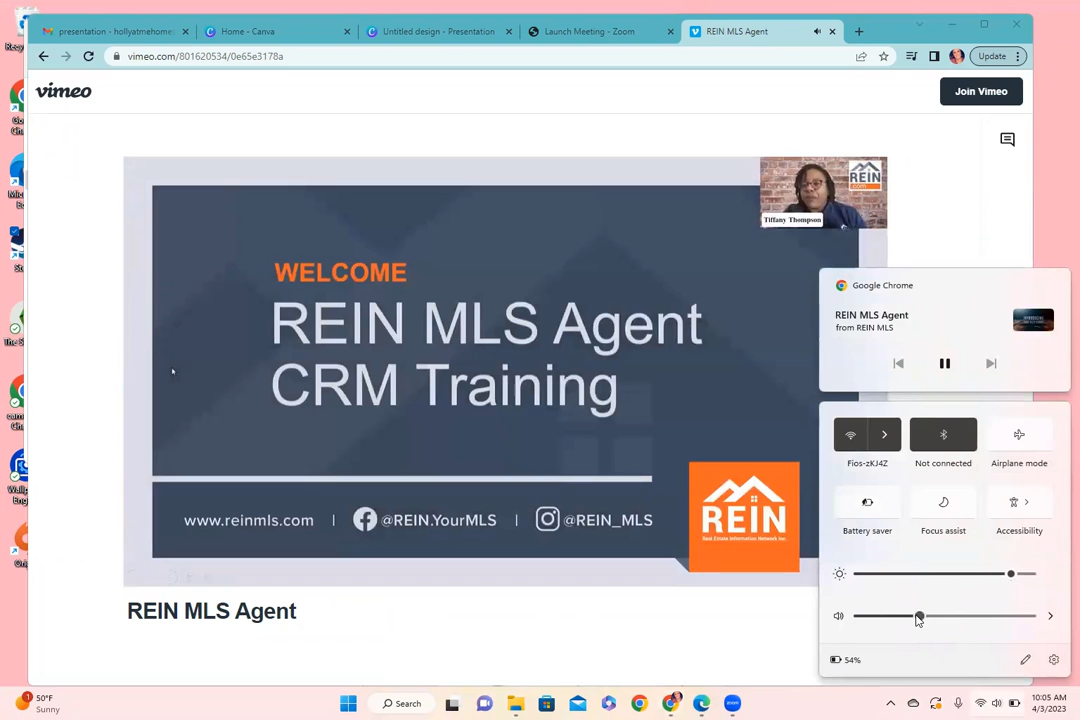 presentation - hollyatmehome:
Home - Canva
Untitled design - Presentation
Launch Meeting - Zoom
REIN MLS Agent
vimeo.com/801620534/0e65e3178a
Update
vimeo
Join Vimeo
REIN
.com
Tiffany Thompson
WELCOME
REIN MLS Agent
CRM Training
www.reinmls.com | @REIN.YourMLS | @REIN_MLS
REIN
Real Estate Information Network Inc.
REIN MLS Agent
Google Chrome
REIN MLS Agent
from REIN MLS
Fios-zKJ4Z
Not connected
Airplane mode
Battery saver
Focus assist
Accessibility
54%
1
50°F
Sunny
Search
10:05 AM
4/3/2023